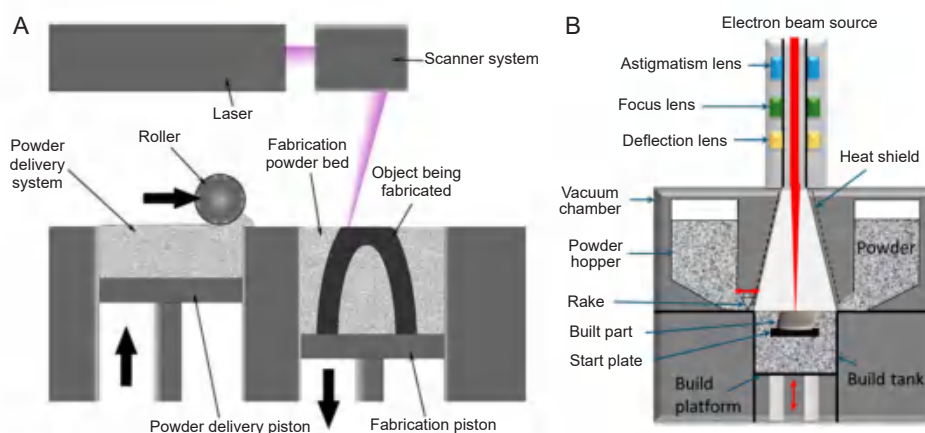 A
Scanner system
Laser
Roller
Powder
delivery
system
Fabrication
powder bed
Object being
fabricated
Powder delivery piston
Fabrication piston
B
Electron beam source
Astigmatism lens
Focus lens
Deflection lens
Heat shield
Vacuum
chamber
Powder
hopper
Powder
Rake
Built part
Start plate
Build
platform
Build tank